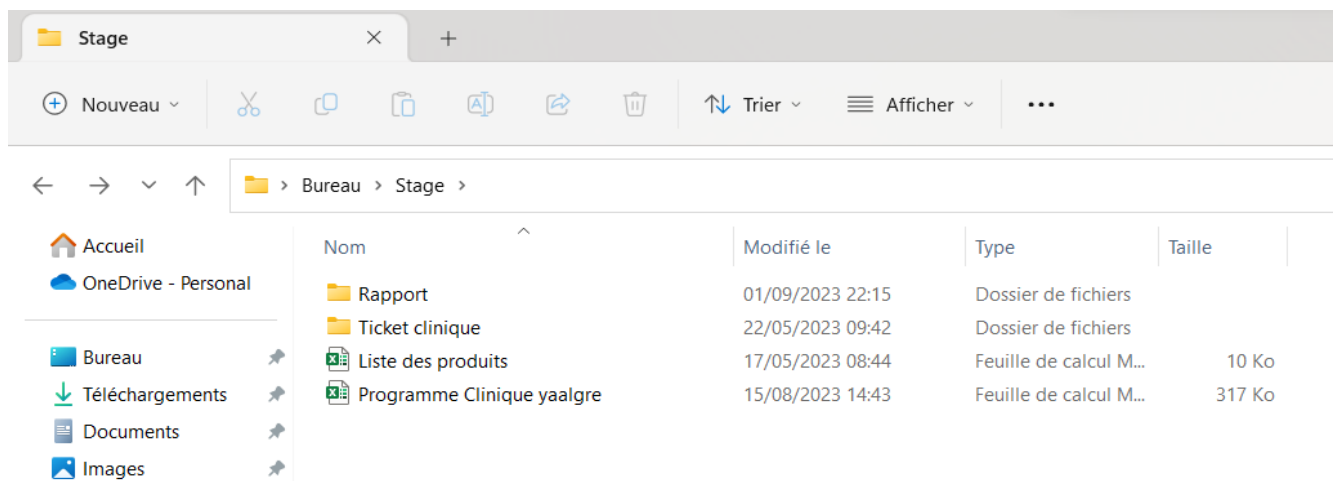 Stage
Nouveau Trier Afficher
Bureau > Stage >
Accueil
OneDrive - Personal
Bureau
Téléchargements
Documents
Images
Nom Modifié le Type Taille
Rapport 01/09/2023 22:15 Dossier de fichiers
Ticket clinique 22/05/2023 09:42 Dossier de fichiers
Liste des produits 17/05/2023 08:44 Feuille de calcul M... 10 Ko
Programme Clinique yaalgre 15/08/2023 14:43 Feuille de calcul M... 317 Ko